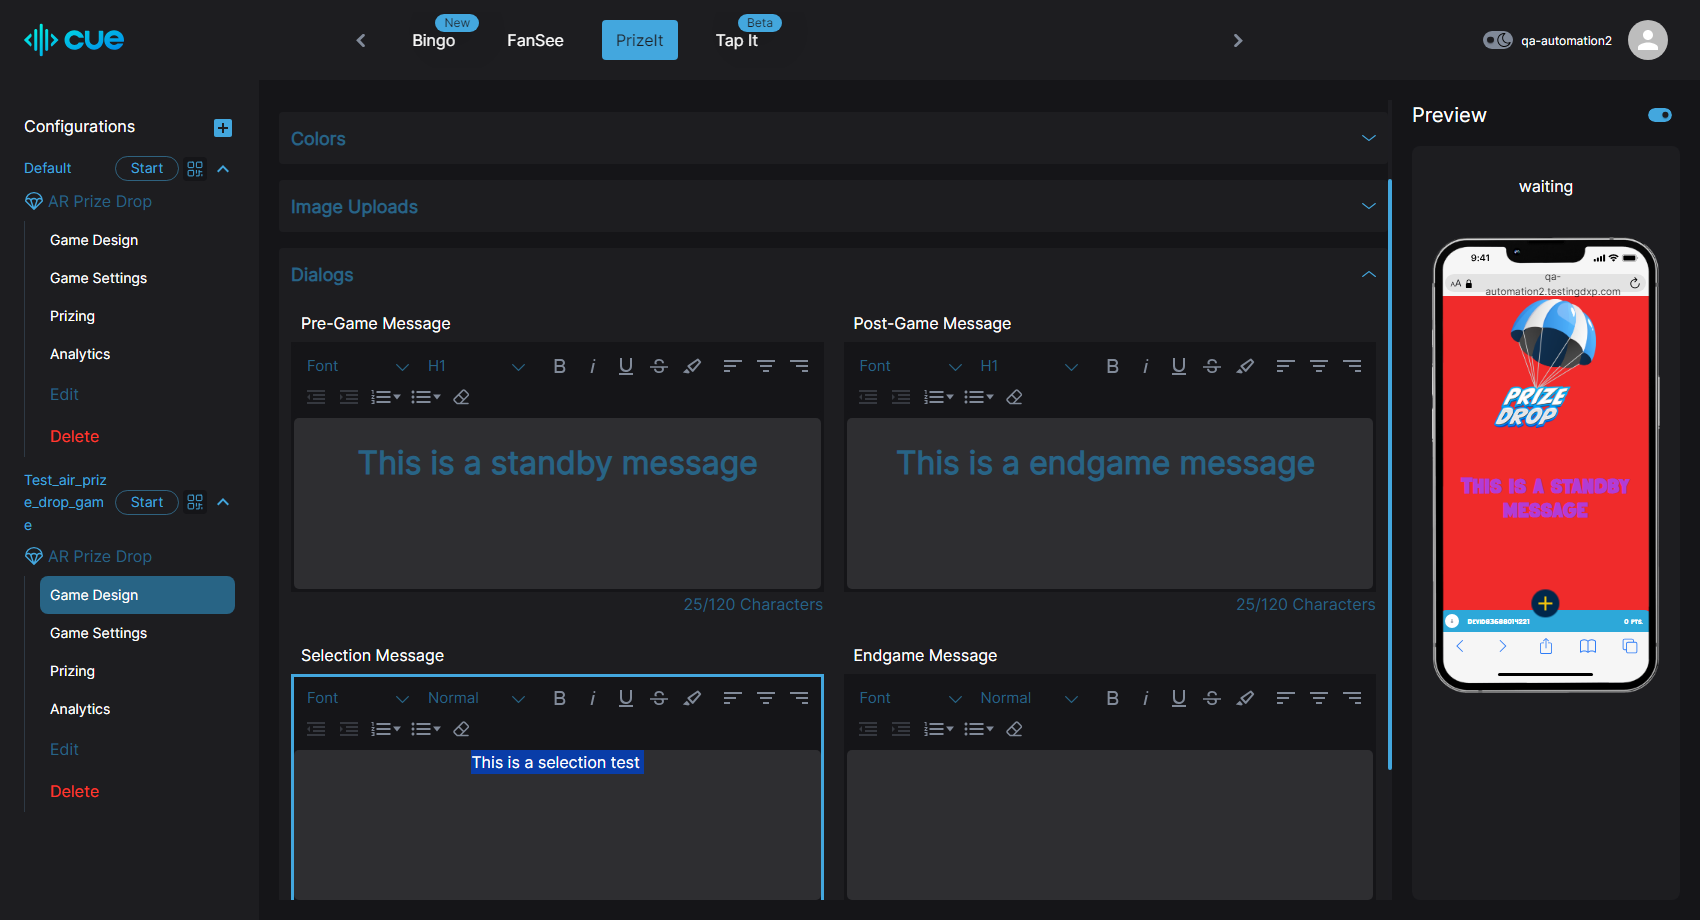 cue
New
Bingo
FanSee
PrizeIt
Beta
Tap It
qa-automation2
Configurations
Default
Start
AR Prize Drop
Game Design
Game Settings
Prizing
Analytics
Edit
Delete
Test_air_priz
e_drop_gam
e
Start
AR Prize Drop
Game Design
Game Settings
Prizing
Analytics
Edit
Delete
Colors
Image Uploads
Dialogs
Pre-Game Message
Font
H1
This is a standby message
25/120 Characters
Post-Game Message
Font
H1
This is a endgame message
25/120 Characters
Selection Message
Font
Normal
This is a selection test
Endgame Message
Font
Normal
Preview
waiting
9:41
AA
qa-
automation2.testingdxp.com
PRIZE
DROP
THIS IS A STANDBY
MESSAGE
0 PTS.